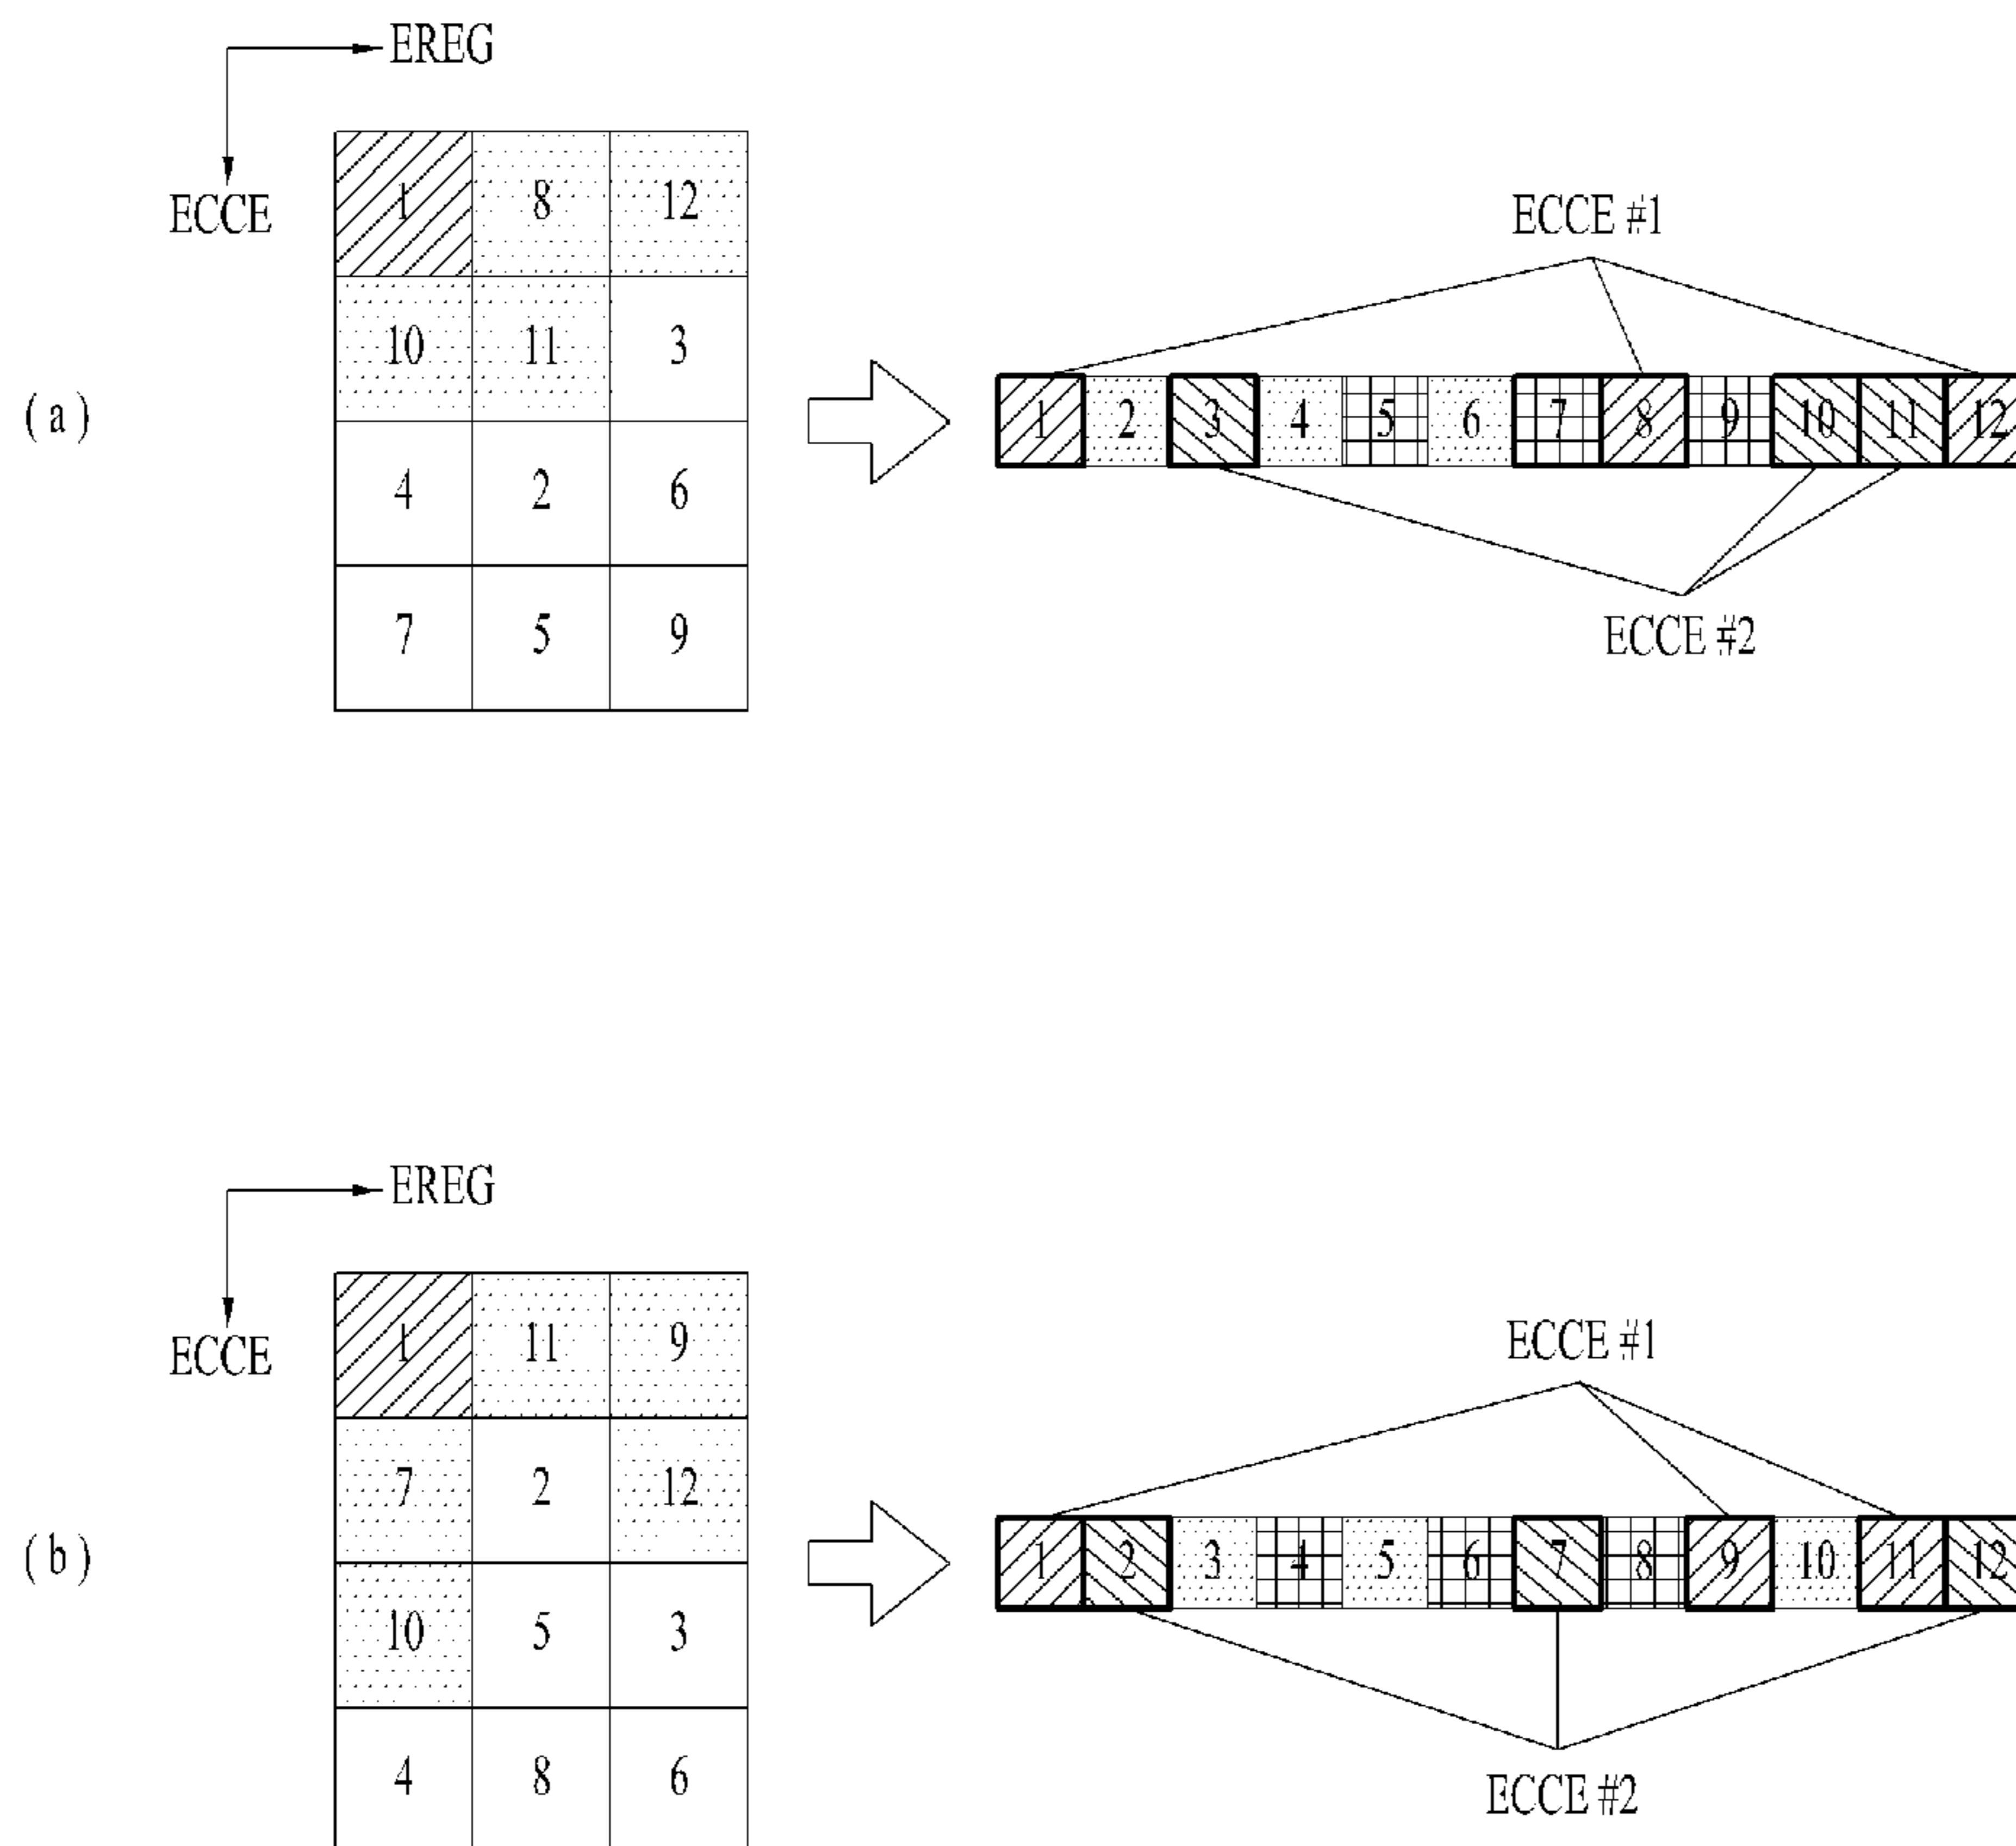 EREG
ECCE
1 8 12
10 11 3
4 2 6
7 5 9
(a)
ECCE #1
1 2 3 4 5 6 7 8 9 10 11 12
ECCE #2
EREG
ECCE
1 11 9
7 2 12
10 5 3
4 8 6
(b)
ECCE #1
1 2 3 4 5 6 7 8 9 10 11 12
ECCE #2